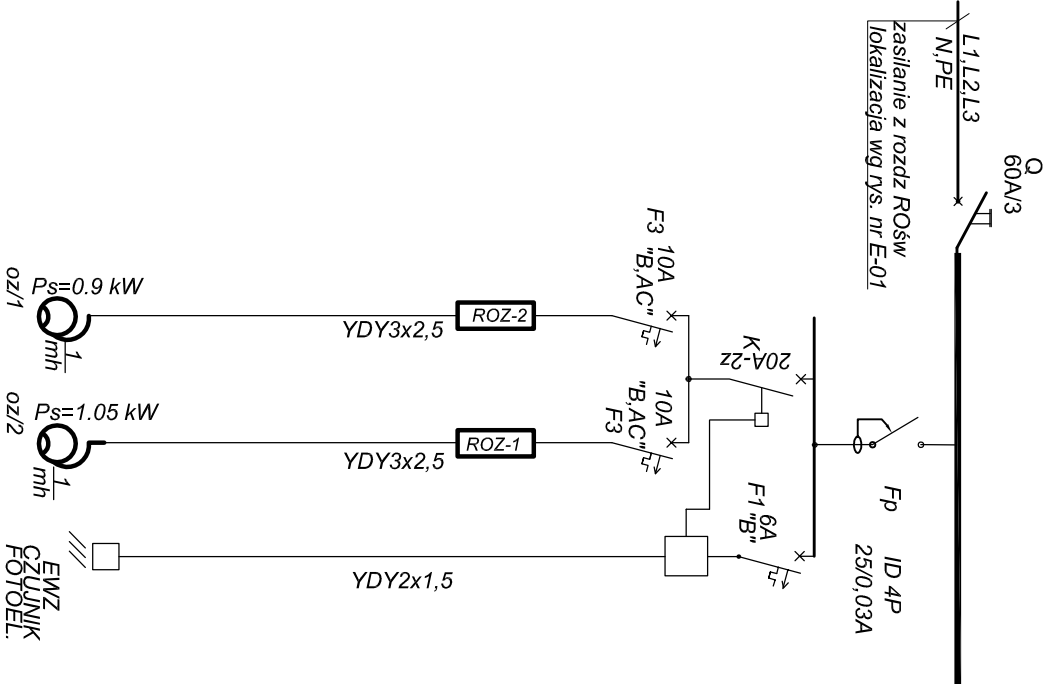 L1,L2,L3
N,PE
zasilanie z rozdz ROśw
lokalizacja wg rys. nr E-01
Q
60A/3
Fp
ID 4P
25/0,03A
K
20A-2z
F1
6A
"B"
F3
10A
"B,AC"
10A
"B,AC"
F3
ROZ-2
ROZ-1
YDY3x2,5
YDY3x2,5
YDY2x1,5
Ps=0.9 kW
oz/1
1
mh
Ps=1.05 kW
oz/2
1
mh
EWZ
CZUJNIK
FOTOEL.